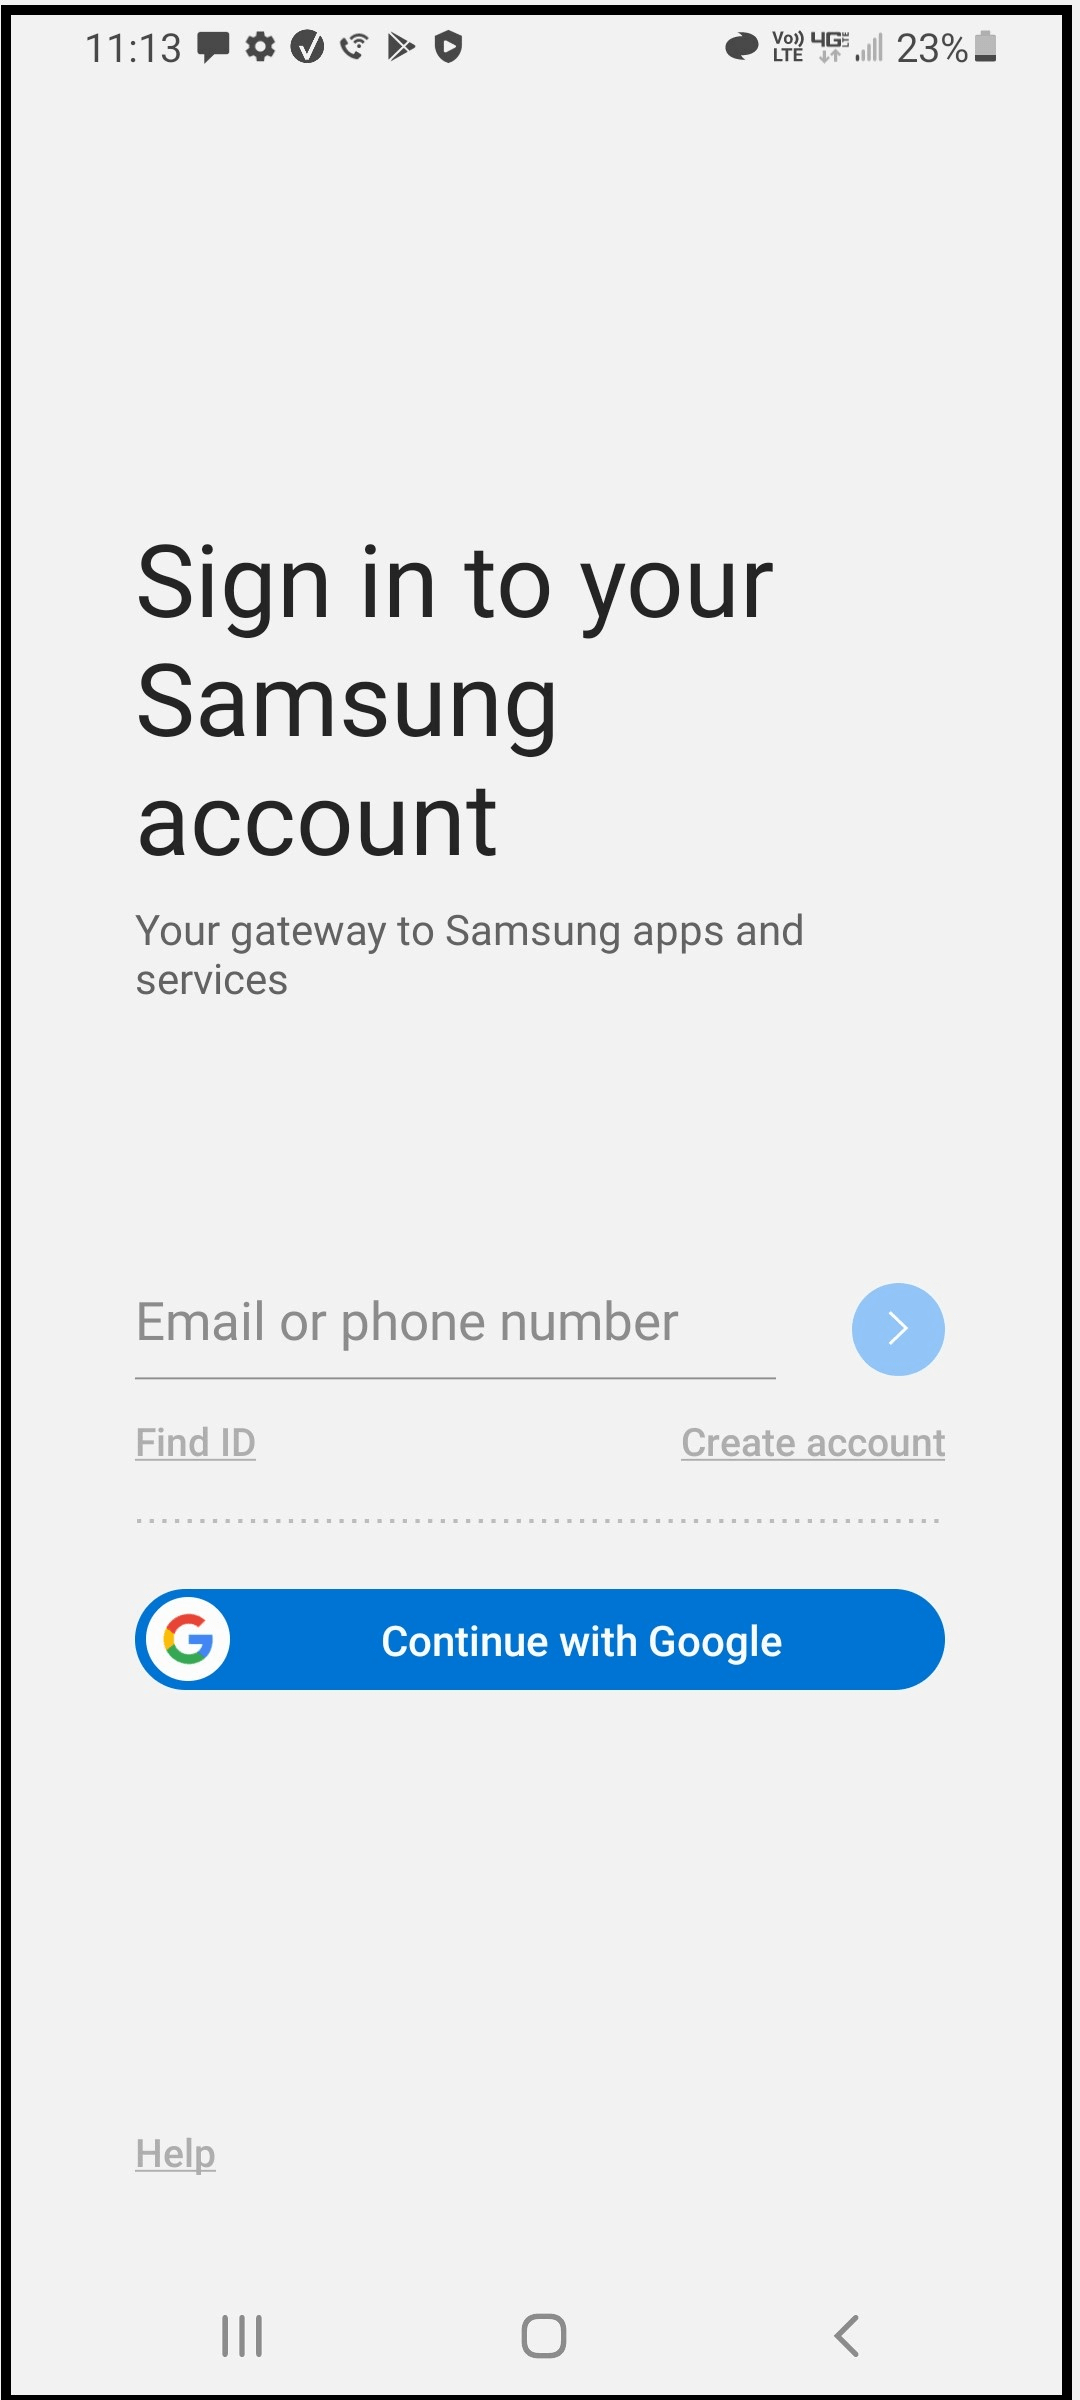 11:13 Vo)) LTE 4G LTE 23%
Sign in to your
Samsung
account
Your gateway to Samsung apps and
services
Email or phone number
Find ID Create account
G Continue with Google
Help